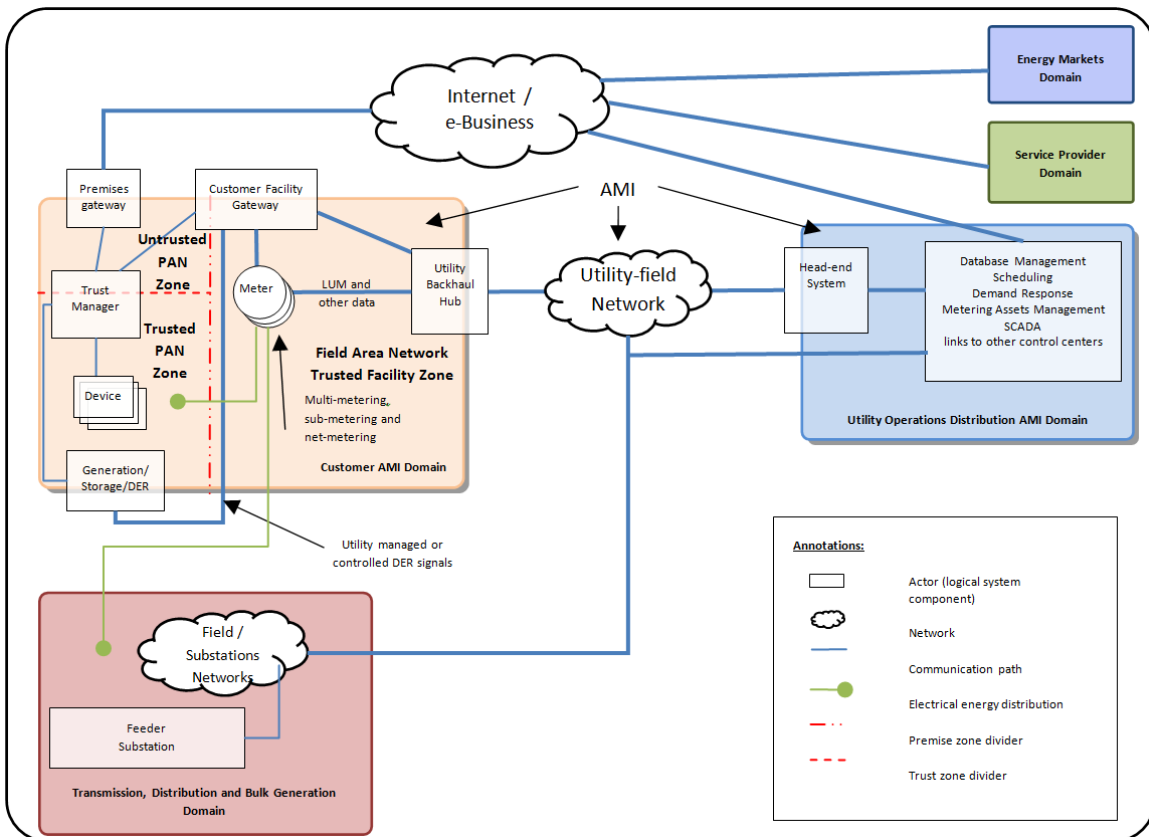 Internet /
e-Business
Energy Markets
Domain
Service Provider
Domain
Premises
gateway
Customer Facility
Gateway
AMI
Untrusted
PAN
Zone
Trust
Manager
Trusted
PAN
Zone
Meter
LUM and
other data
Utility
Backhaul
Hub
Utility-field
Network
Head-end
System
Database Management
Scheduling
Demand Response
Metering Assets Management
SCADA
links to other control centers
Field Area Network
Trusted Facility Zone
Multi-metering,
sub-metering and
net-metering
Device
Generation/
Storage/DER
Customer AMI Domain
Utility Operations Distribution AMI Domain
Utility managed or
controlled DER signals
Field /
Substations
Networks
Feeder
Substation
Transmission, Distribution and Bulk Generation
Domain
Annotations:
Actor (logical system
component)
Network
Communication path
Electrical energy distribution
Premise zone divider
Trust zone divider